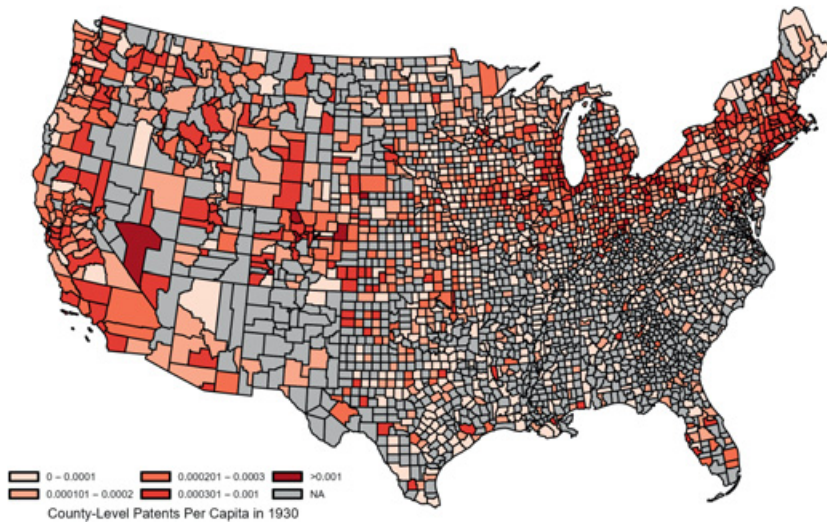 0 – 0.0001 0.000201 – 0.0003 >0.001
0.000101 – 0.0002 0.000301 – 0.001 NA
County-Level Patents Per Capita in 1930